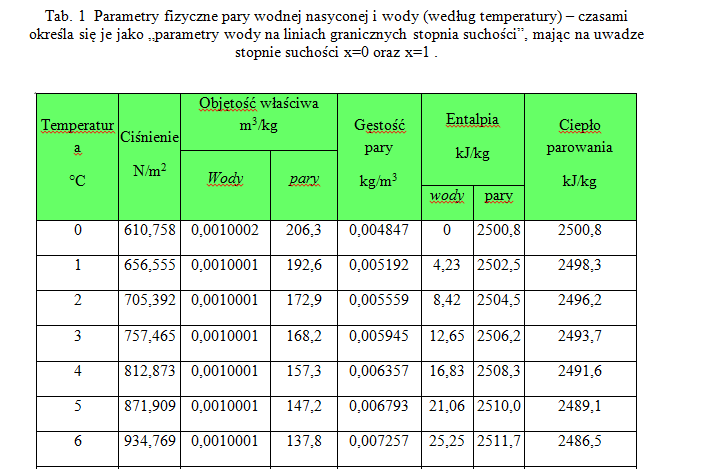 Tab. 1 Parametry fizyczne pary wodnej nasyconej i wody (według temperatury) – czasami
określa się je jako „parametry wody na liniach granicznych stopnia suchości”, mając na uwadze
stopnie suchości x=0 oraz x=1 .
Temperatur
a
°C
Ciśnienie
N/m²
Objętość właściwa
m³/kg
Wody
pary
Gęstość
pary
kg/m³
Entalpia
kJ/kg
wody pary
Ciepło
parowania
kJ/kg
0 610,758 0,0010002 206,3 0,004847 0 2500,8 2500,8
1 656,555 0,0010001 192,6 0,005192 4,23 2502,5 2498,3
2 705,392 0,0010001 172,9 0,005559 8,42 2504,5 2496,2
3 757,465 0,0010001 168,2 0,005945 12,65 2506,2 2493,7
4 812,873 0,0010001 157,3 0,006357 16,83 2508,3 2491,6
5 871,909 0,0010001 147,2 0,006793 21,06 2510,0 2489,1
6 934,769 0,0010001 137,8 0,007257 25,25 2511,7 2486,5